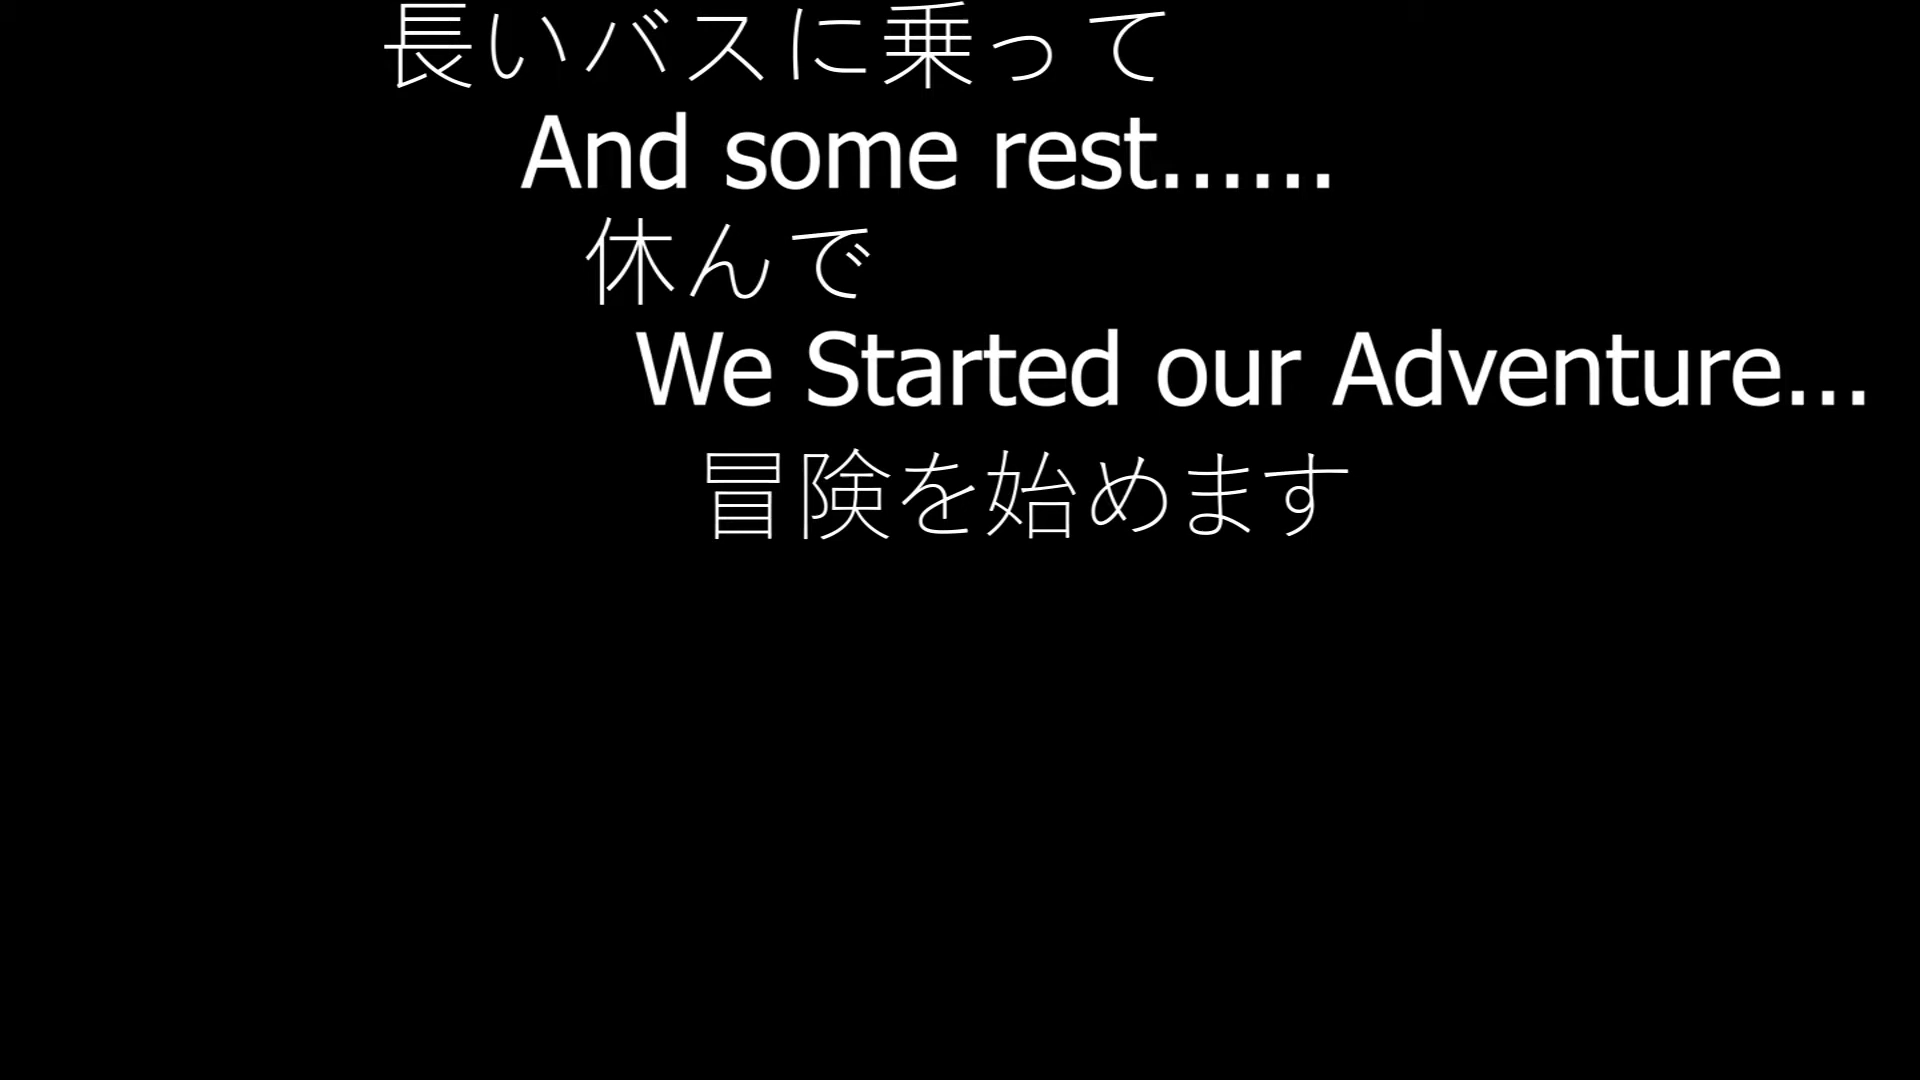 長いバスに乗って
And some rest......
休んで
We Started our Adventure...
冒険を始めます